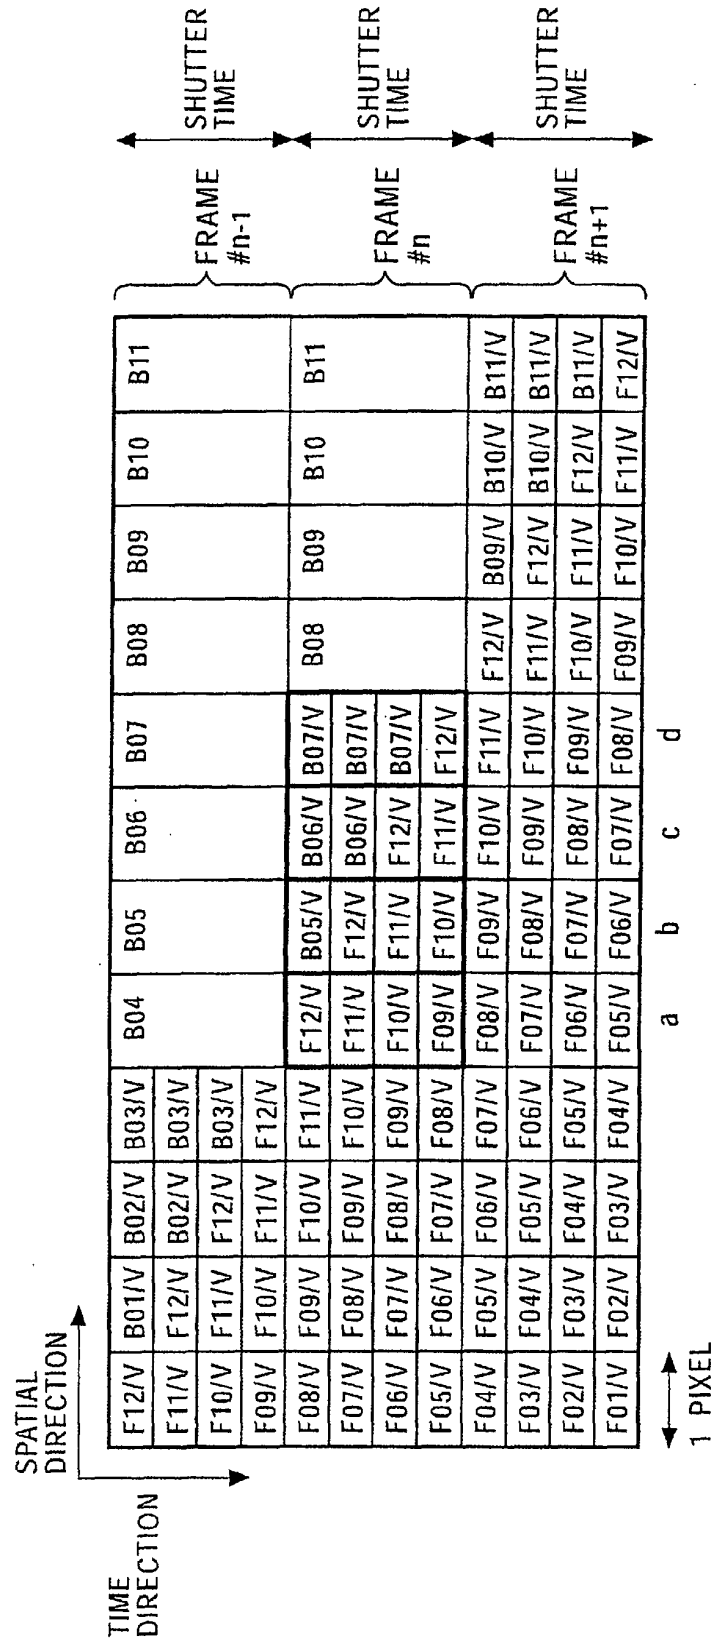 SPATIAL
DIRECTION
TIME
DIRECTION
F12/V B01/V B02/V B03/V B04 B05 B06 B07 B08 B09 B10 B11
F11/V F12/V B02/V B03/V
F10/V F11/V F12/V B03/V
F09/V F10/V F11/V F12/V
FRAME
#n-1
SHUTTER
TIME
F08/V F09/V F10/V F11/V F12/V B05/V B06/V B07/V B08 B09 B10 B11
F07/V F08/V F09/V F10/V F11/V F12/V B06/V B07/V
F06/V F07/V F08/V F09/V F10/V F11/V F12/V B07/V
F05/V F06/V F07/V F08/V F09/V F10/V F11/V F12/V
FRAME
#n
SHUTTER
TIME
F04/V F05/V F06/V F07/V F08/V F09/V F10/V F11/V F12/V B09/V B10/V B11/V
F03/V F04/V F05/V F06/V F07/V F08/V F09/V F10/V F11/V F12/V B10/V B11/V
F02/V F03/V F04/V F05/V F06/V F07/V F08/V F09/V F10/V F11/V F12/V B11/V
F01/V F02/V F03/V F04/V F05/V F06/V F07/V F08/V F09/V F10/V F11/V F12/V
FRAME
#n+1
SHUTTER
TIME
a b c d
1 PIXEL